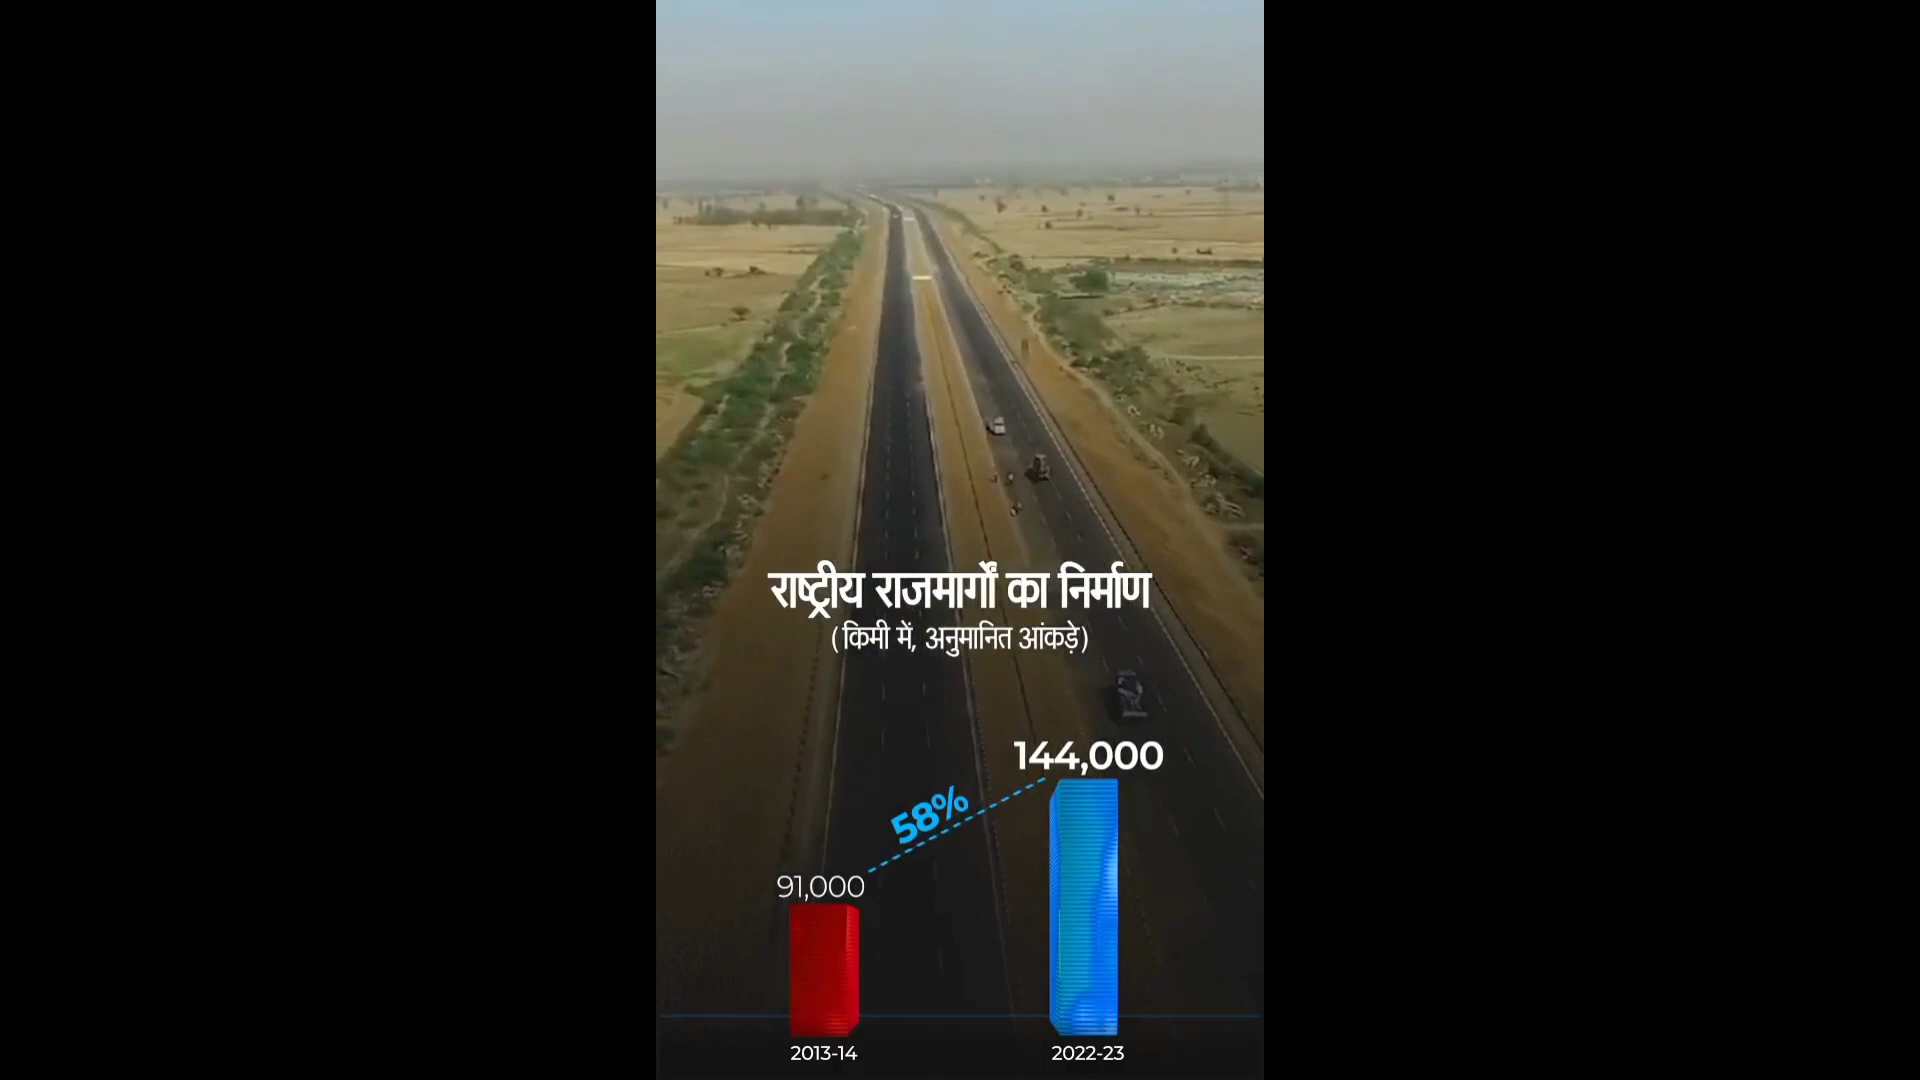 राष्ट्रीय राजमार्गों का निर्माण
(किमी में, अनुमानित आंकड़े)
144,000
58%
91,000
2013-14
2022-23